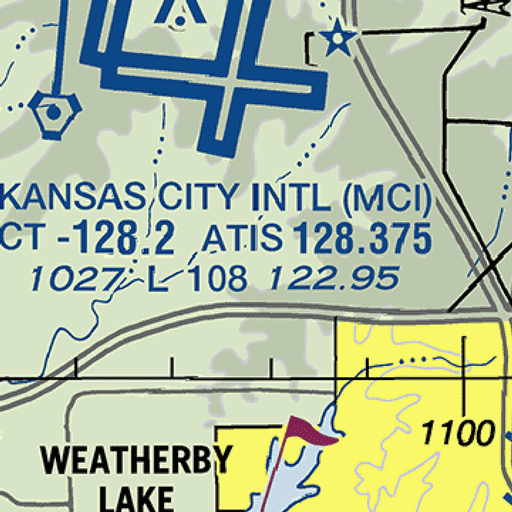 KANSAS CITY INTL (MCI)
CT - 128.2 ATIS 128.375
1027 L 108 122.95
1100
WEATHERBY
LAKE